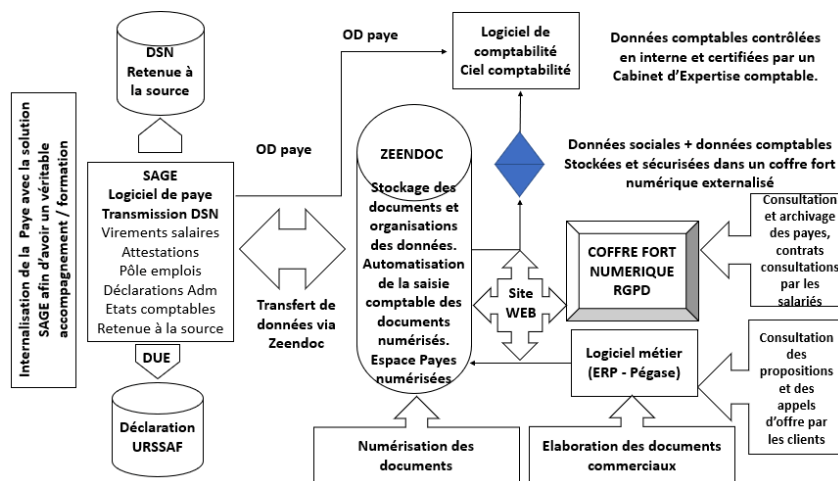 DSN
Retenue à
la source
OD paye
Logiciel de
comptabilité
Ciel comptabilité
Données comptables contrôlées
en interne et certifiées par un
Cabinet d'Expertise comptable.
Internalisation de la Paye avec la solution
SAGE afin d'avoir un véritable
accompagnement / formation
OD paye
SAGE
Logiciel de paye
Transmission DSN
Virements salaires
Attestations
Pôle emplois
Déclarations Adm
Etats comptables
Retenue à la source
DUE
Déclaration
URSSAF
Transfert de
données via
Zeendoc
ZEENDOC
Stockage des
documents et
organisations des
données.
Automatisation de
la saisie
comptable des
documents
numérisés.
Espace Payes
numérisées
Données sociales + données comptables
Stockées et sécurisées dans un coffre fort
numérique externalisé
Site
WEB
COFFRE FORT
NUMERIQUE
RGPD
Consultation
et archivage
des payes,
contrats
consultations
par les
salariés
Logiciel métier
(ERP - Pégase)
Consultation
des
propositions
et des
appels
d'offre par
les clients
Numérisation des
documents
Elaboration des documents
commerciaux